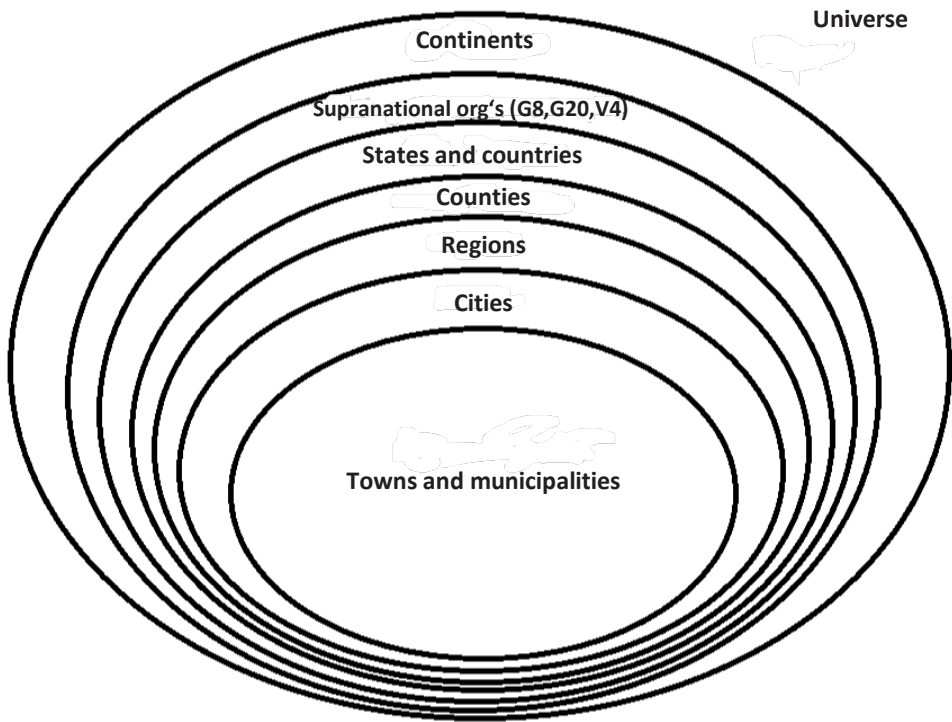 Universe
Continents
Supranational org‘s (G8,G20,V4)
States and countries
Counties
Regions
Cities
Towns and municipalities